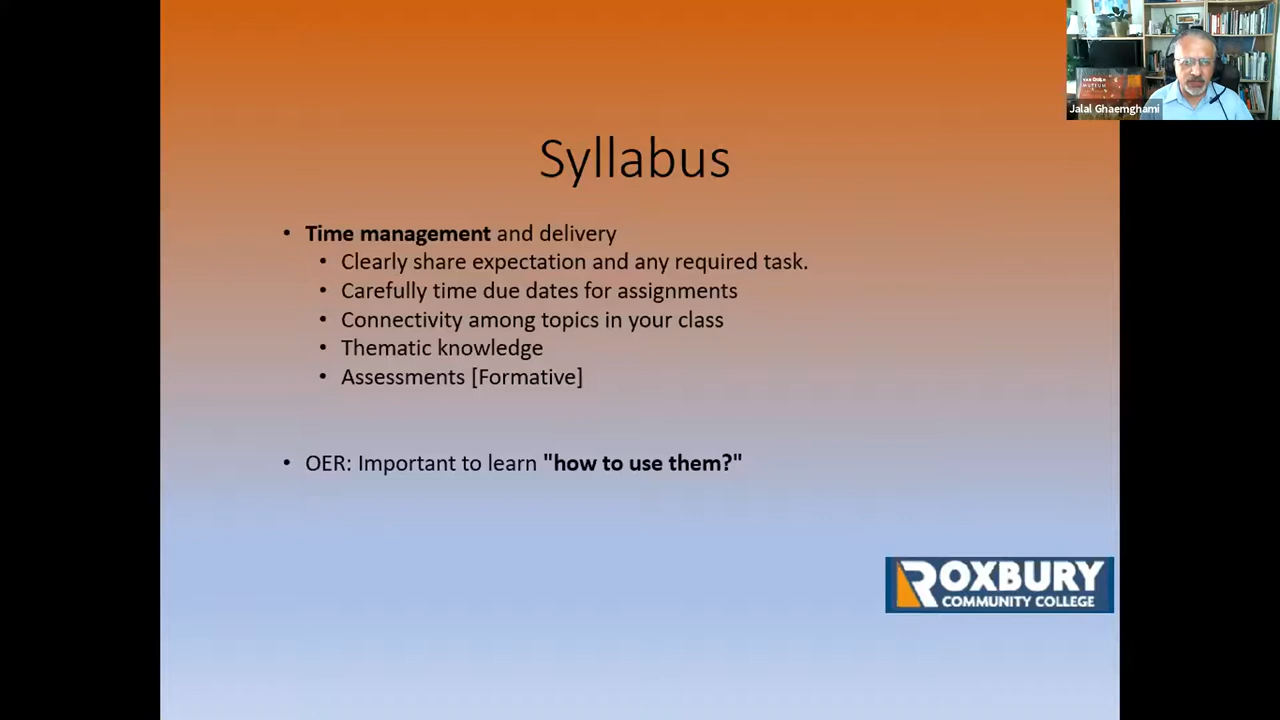 Jalal Ghaemghami
Syllabus
• Time management and delivery
• Clearly share expectation and any required task.
• Carefully time due dates for assignments
• Connectivity among topics in your class
• Thematic knowledge
• Assessments [Formative]
• OER: Important to learn "how to use them?"
ROXBURY
COMMUNITY COLLEGE